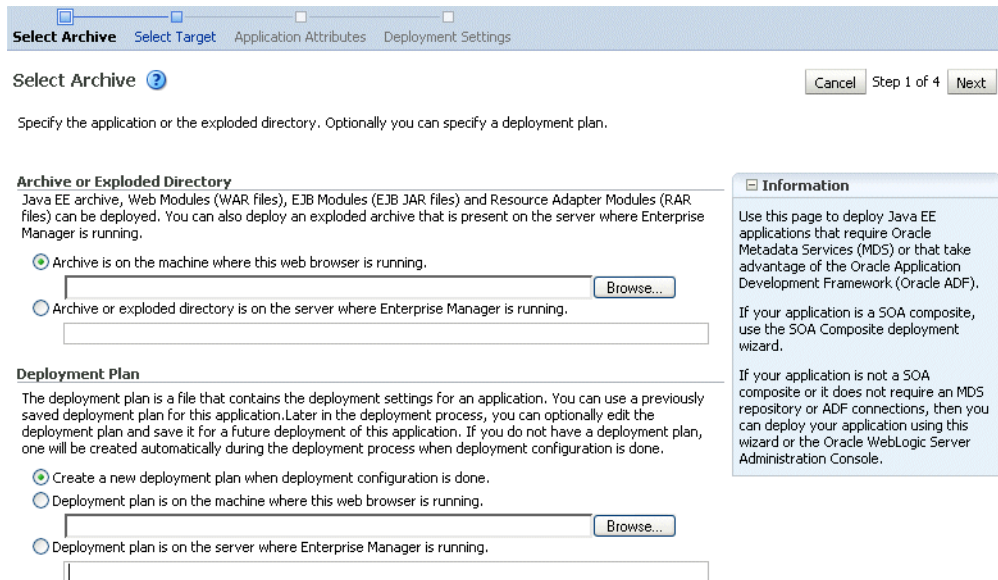 Select Archive Select Target Application Attributes Deployment Settings
Select Archive ?
Cancel Step 1 of 4 Next
Specify the application or the exploded directory. Optionally you can specify a deployment plan.
Archive or Exploded Directory
Java EE archive, Web Modules (WAR files), EJB Modules (EJB JAR files) and Resource Adapter Modules (RAR
files) can be deployed. You can also deploy an exploded archive that is present on the server where Enterprise
Manager is running.
Archive is on the machine where this web browser is running.
Browse...
Archive or exploded directory is on the server where Enterprise Manager is running.
Deployment Plan
The deployment plan is a file that contains the deployment settings for an application. You can use a previously
saved deployment plan for this application.Later in the deployment process, you can optionally edit the
deployment plan and save it for a future deployment of this application. If you do not have a deployment plan,
one will be created automatically during the deployment process when deployment configuration is done.
Create a new deployment plan when deployment configuration is done.
Deployment plan is on the machine where this web browser is running.
Browse...
Deployment plan is on the server where Enterprise Manager is running.
Information
Use this page to deploy Java EE
applications that require Oracle
Metadata Services (MDS) or that take
advantage of the Oracle Application
Development Framework (Oracle ADF).
If your application is a SOA composite,
use the SOA Composite deployment
wizard.
If your application is not a SOA
composite or it does not require an MDS
repository or ADF connections, then you
can deploy your application using this
wizard or the Oracle WebLogic Server
Administration Console.